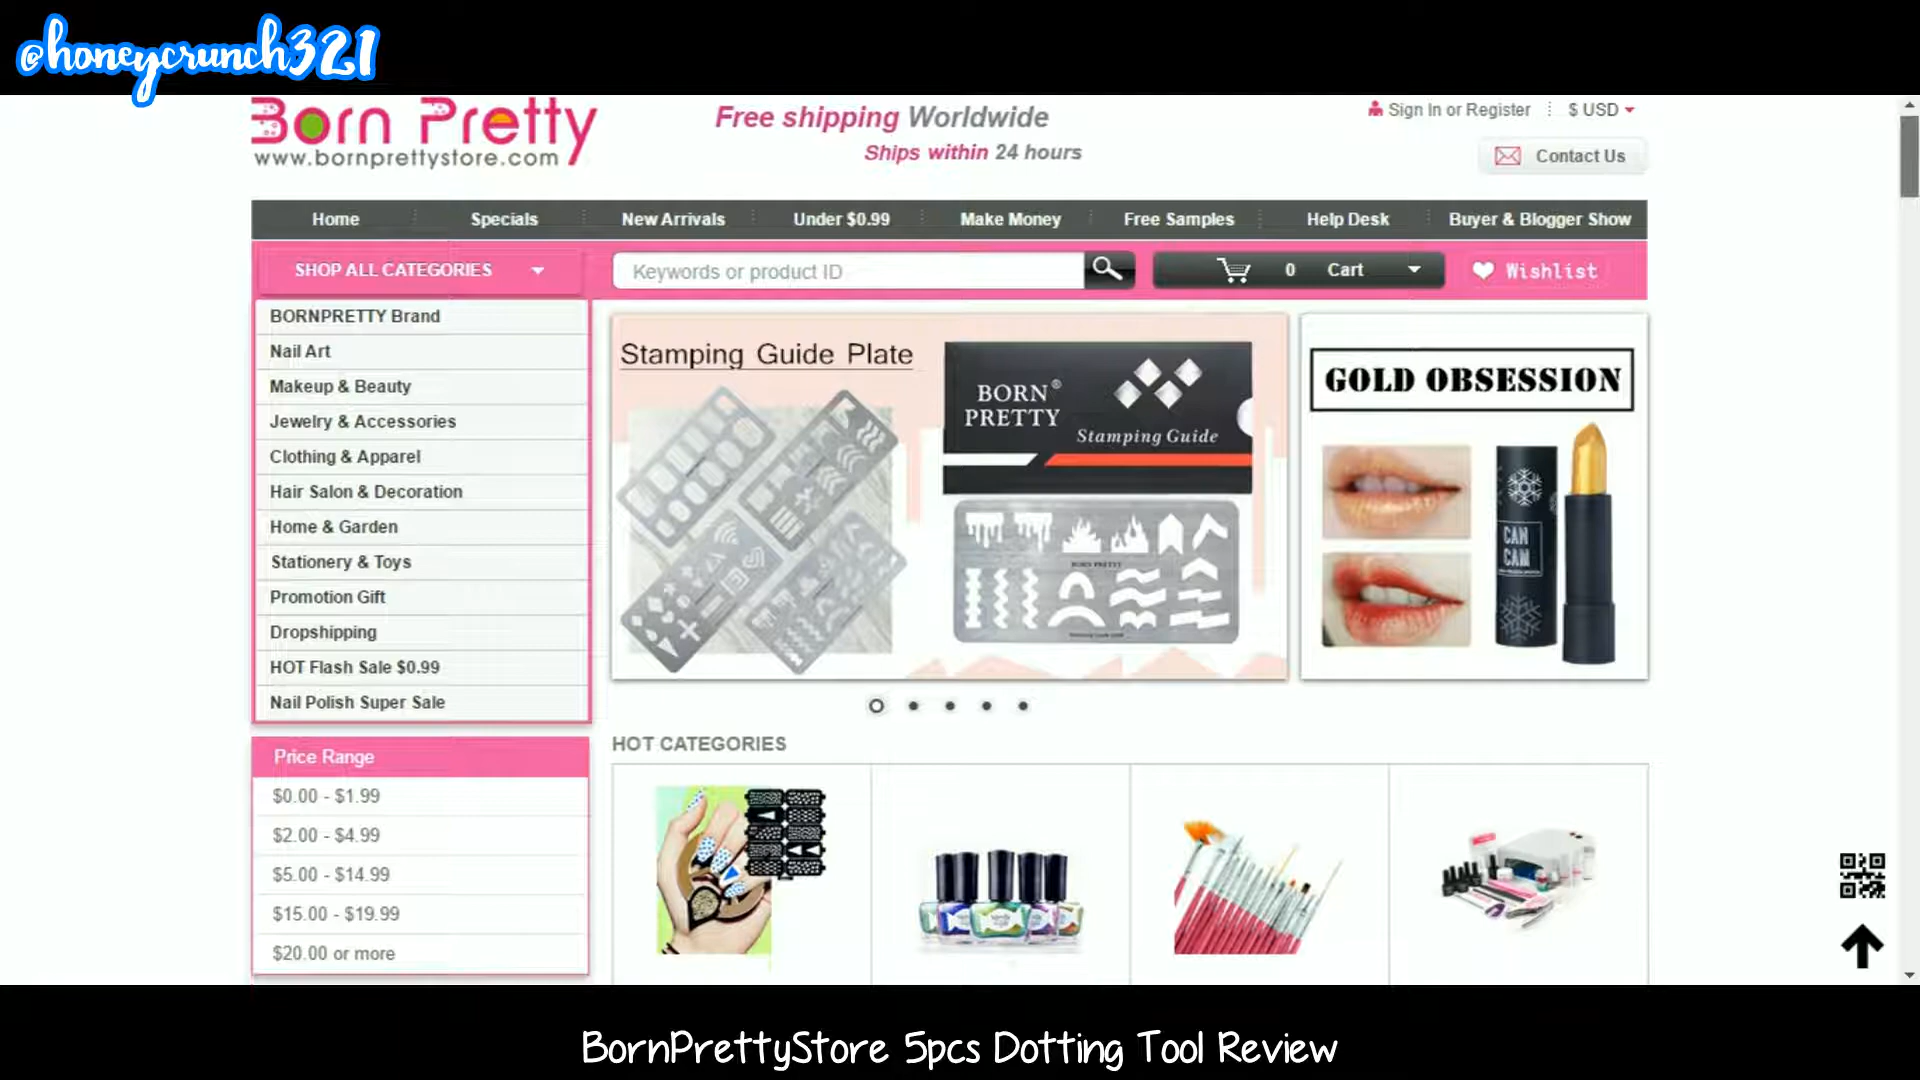 @honeycrunch321
Born Pretty
www.bornprettystore.com
Free shipping Worldwide
Ships within 24 hours
Sign In or Register
$ USD
Contact Us
Home
Specials
New Arrivals
Under $0.99
Make Money
Free Samples
Help Desk
Buyer & Blogger Show
SHOP ALL CATEGORIES
Keywords or product ID
0 Cart
Wishlist
BORNPRETTY Brand
Nail Art
Makeup & Beauty
Jewelry & Accessories
Clothing & Apparel
Hair Salon & Decoration
Home & Garden
Stationery & Toys
Promotion Gift
Dropshipping
HOT Flash Sale $0.99
Nail Polish Super Sale
Stamping Guide Plate
BORN®
PRETTY
Stamping Guide
BORN PRETTY
GOLD OBSESSION
CAN
CAM
Price Range
$0.00 - $1.99
$2.00 - $4.99
$5.00 - $14.99
$15.00 - $19.99
$20.00 or more
HOT CATEGORIES
BornPrettyStore 5pcs Dotting Tool Review